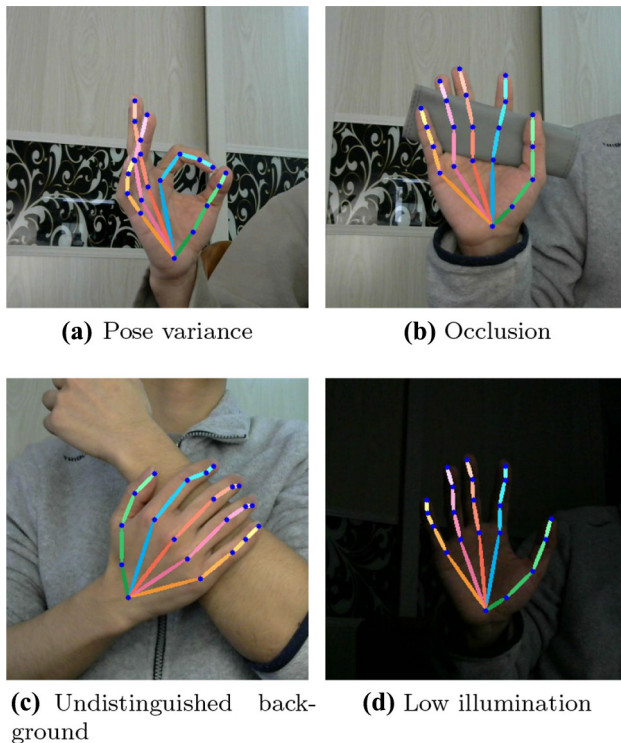 (a) Pose variance
(b) Occlusion
(c) Undistinguished back-
ground
(d) Low illumination